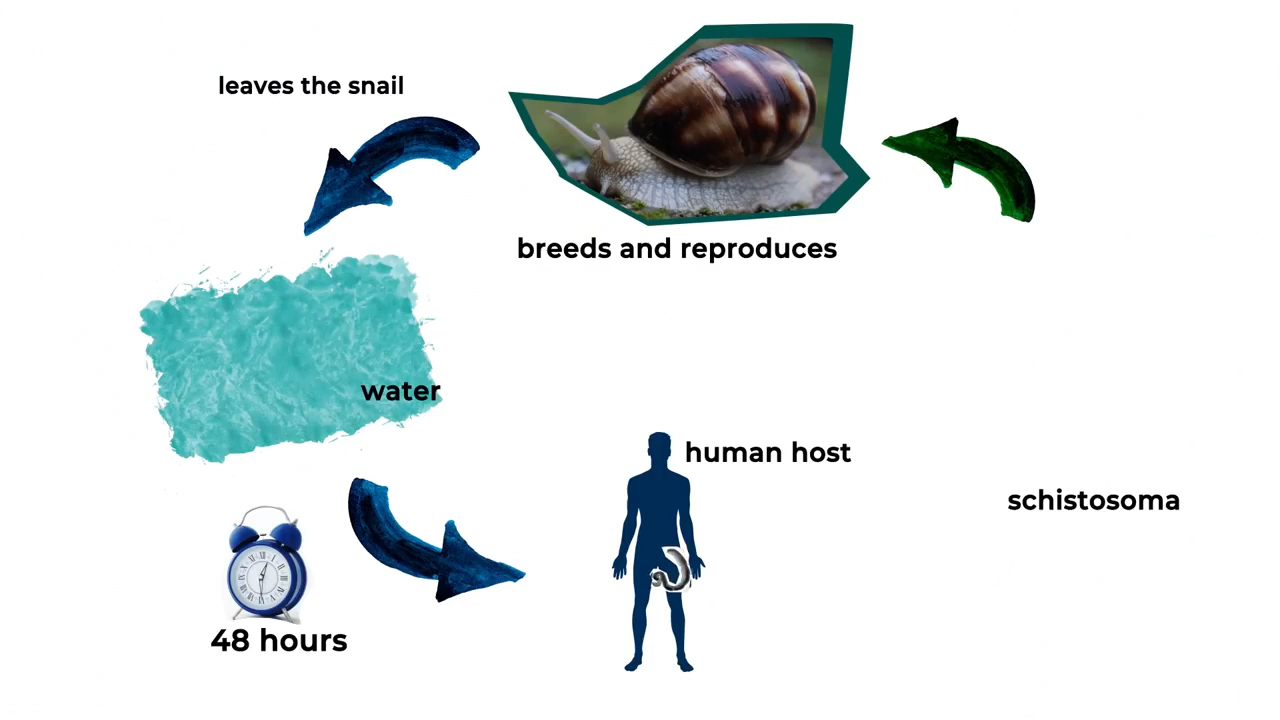 leaves the snail
breeds and reproduces
water
human host
schistosoma
48 hours